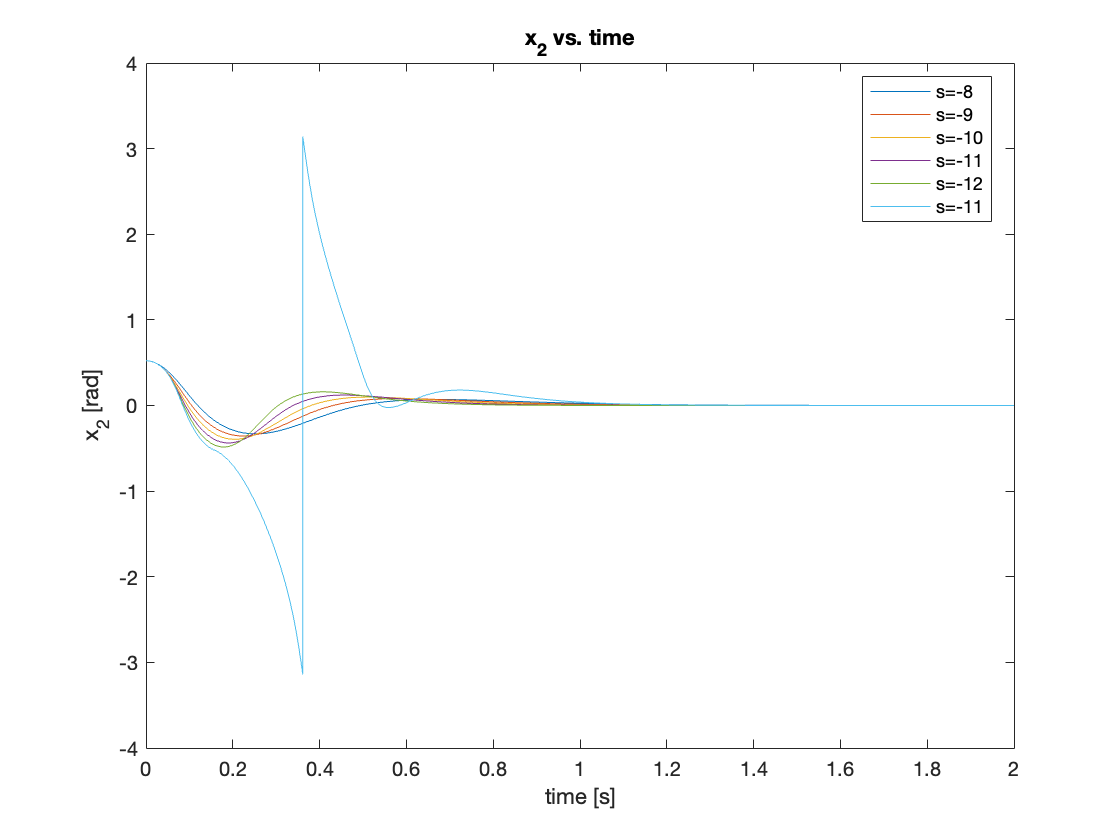 x_2 vs. time
4
3
2
1
0
-1
-2
-3
-4
x_2 [rad]
0 0.2 0.4 0.6 0.8 1 1.2 1.4 1.6 1.8 2
time [s]
s=-8
s=-9
s=-10
s=-11
s=-12
s=-11